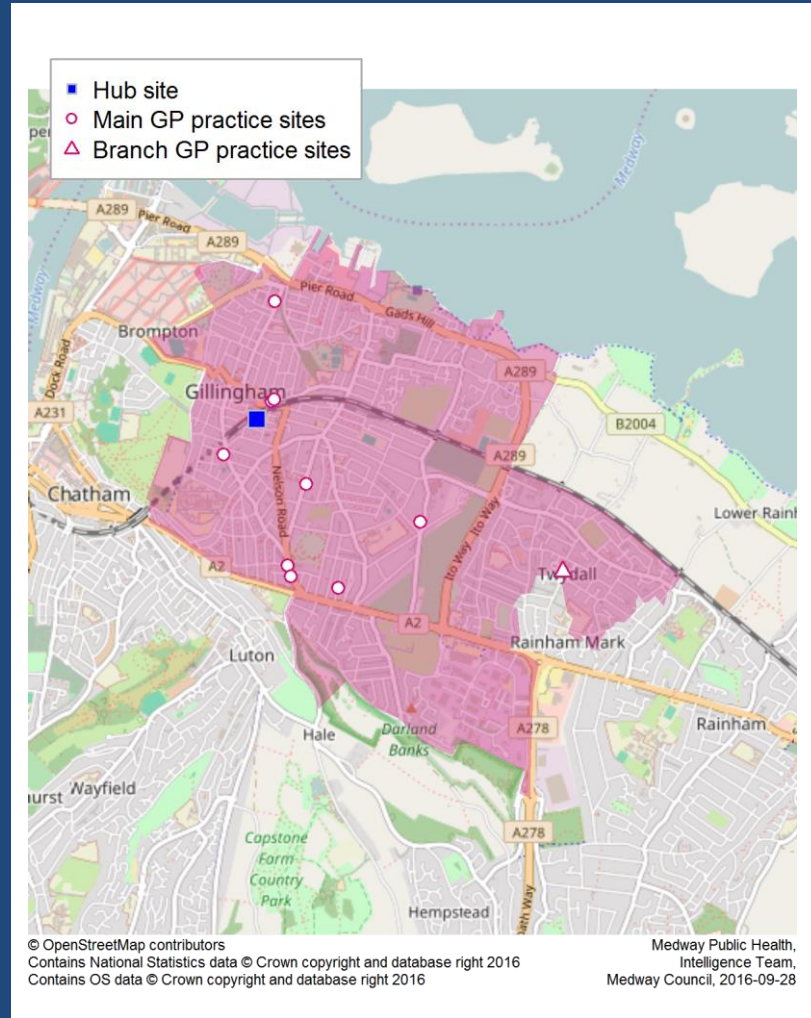 Hub site
Main GP practice sites
Branch GP practice sites
Medway
A289
Pier Road
A289
Medway
Pier Road
Gads Hill
Brompton
Dock Road
A289
Gillingham
A231
B2004
A289
Nelson Road
Chatham
Lower Rainh
Ito Way
Ito Way
A2
Twydall
A2
Rainham Mark
Luton
Rainham
Hale
Darland
Banks
A278
Wayfield
urst
A278
Capstone
Farm
Country
Park
Hempstead
ath Way
© OpenStreetMap contributors
Contains National Statistics data © Crown copyright and database right 2016
Contains OS data © Crown copyright and database right 2016
Medway Public Health,
Intelligence Team,
Medway Council, 2016-09-28